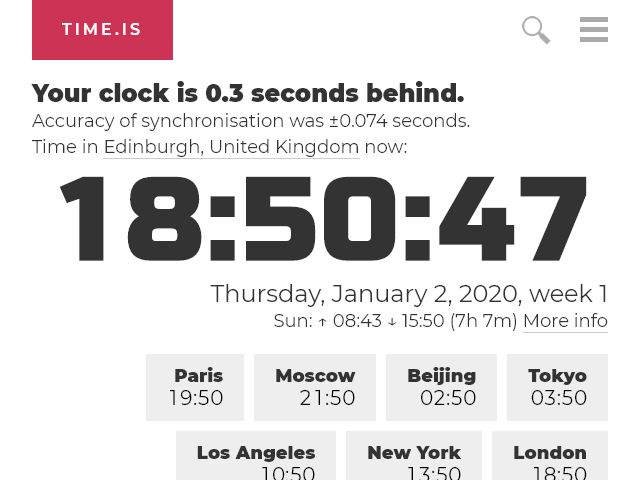 TIME.IS
Your clock is 0.3 seconds behind.
Accuracy of synchronisation was ±0.074 seconds.
Time in Edinburgh, United Kingdom now:
18:50:47
Thursday, January 2, 2020, week 1
Sun: ↑ 08:43 ↓ 15:50 (7h 7m) More info
Paris Moscow Beijing Tokyo
19:50 21:50 02:50 03:50
Los Angeles New York London
10:50 13:50 18:50